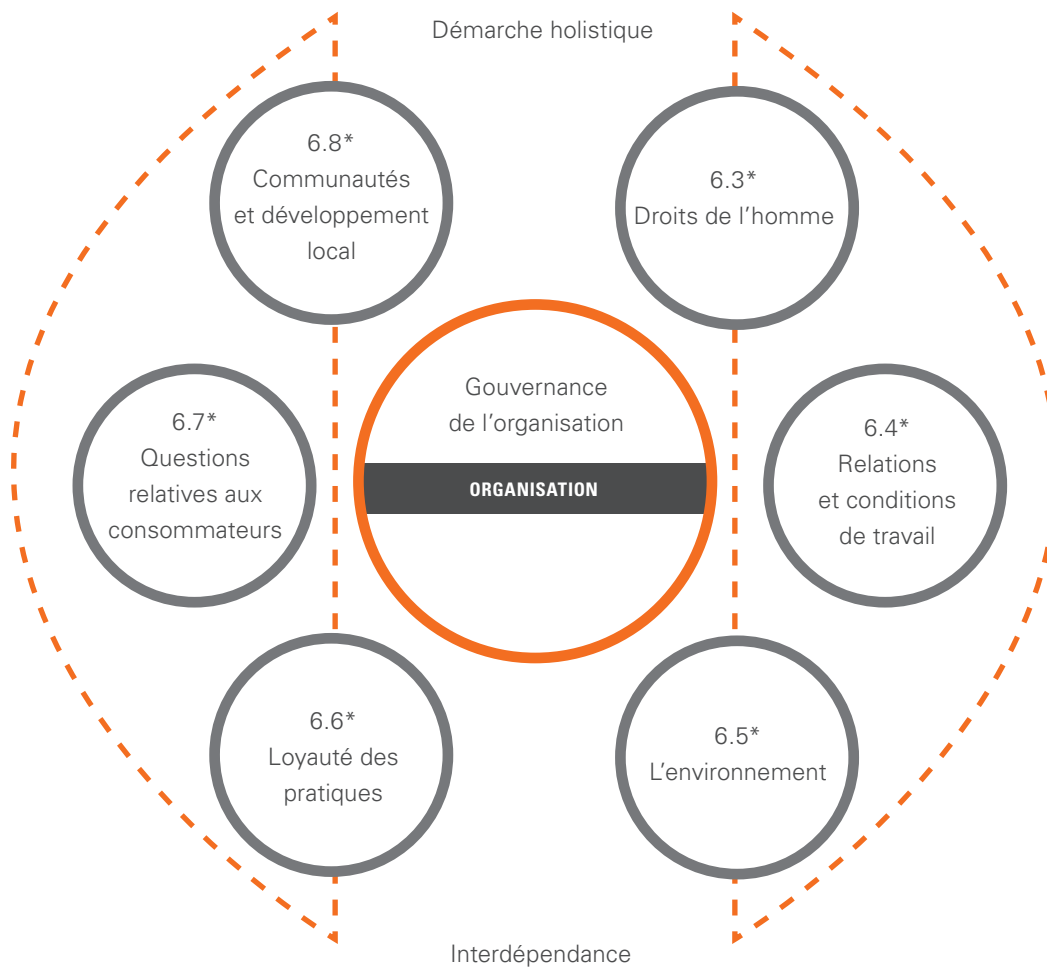 Démarche holistique
6.8*
Communautés
et développement
local
6.3*
Droits de l’homme
Gouvernance
de l’organisation
ORGANISATION
6.7*
Questions
relatives aux
consommateurs
6.4*
Relations
et conditions
de travail
6.6*
Loyauté des
pratiques
6.5*
L’environnement
Interdépendance